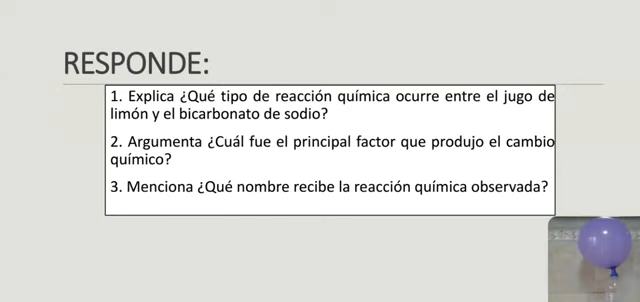 RESPONDE:
1. Explica ¿Qué tipo de reacción química ocurre entre el jugo de
limón y el bicarbonato de sodio?
2. Argumenta ¿Cuál fue el principal factor que produjo el cambio
químico?
3. Menciona ¿Qué nombre recibe la reacción química observada?